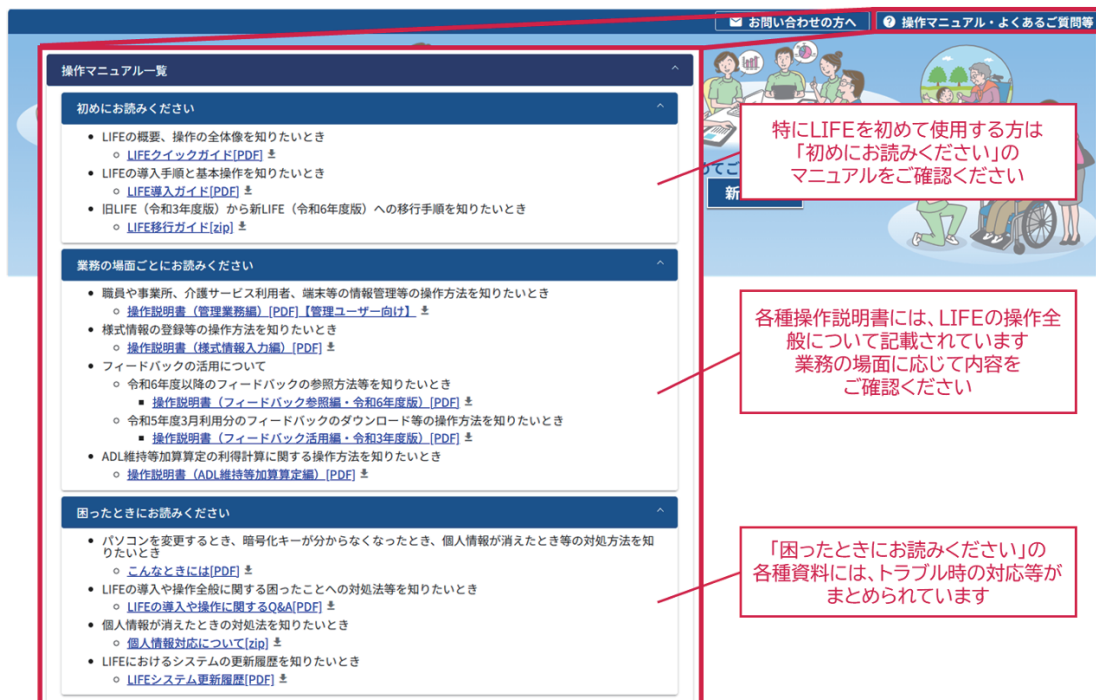 お問い合わせの方へ
操作マニュアル・よくあるご質問等
操作マニュアル一覧
初めにお読みください
• LIFEの概要、操作の全体像を知りたいとき
LIFEクイックガイド[PDF]
• LIFEの導入手順と基本操作を知りたいとき
LIFE導入ガイド[PDF]
• 旧LIFE（令和3年度版）から新LIFE（令和6年度版）への移行手順を知りたいとき
LIFE移行ガイド[zip]
特にLIFEを初めて使用する方は
「初めにお読みください」の
マニュアルをご確認ください
てご
新
業務の場面ごとにお読みください
• 職員や事業所、介護サービス利用者、端末等の情報管理等の操作方法を知りたいとき
操作説明書（管理業務編）[PDF]【管理ユーザー向け】
• 様式情報の登録等の操作方法を知りたいとき
操作説明書（様式情報入力編）[PDF]
• フィードバックの活用について
令和6年度以降のフィードバックの参照方法等を知りたいとき
操作説明書（フィードバック参照編・令和6年度版）[PDF]
令和5年度3月利用分のフィードバックのダウンロード等の操作方法を知りたいとき
操作説明書（フィードバック活用編・令和3年度版）[PDF]
• ADL維持等加算算定の利得計算に関する操作方法を知りたいとき
操作説明書（ADL維持等加算算定編）[PDF]
各種操作説明書には、LIFEの操作全
般について記載されています
業務の場面に応じて内容を
ご確認ください
困ったときにお読みください
• パソコンを変更するとき、暗号化キーが分からなくなったとき、個人情報が消えたとき等の対処方法を知
りたいとき
こんなときには[PDF]
• LIFEの導入や操作全般に関する困ったことへの対処法等を知りたいとき
LIFEの導入や操作に関するQ&A[PDF]
• 個人情報が消えたときの対処法を知りたいとき
個人情報対応について[zip]
• LIFEにおけるシステムの更新履歴を知りたいとき
LIFEシステム更新履歴[PDF]
「困ったときにお読みください」の
各種資料には、トラブル時の対応等が
まとめられています